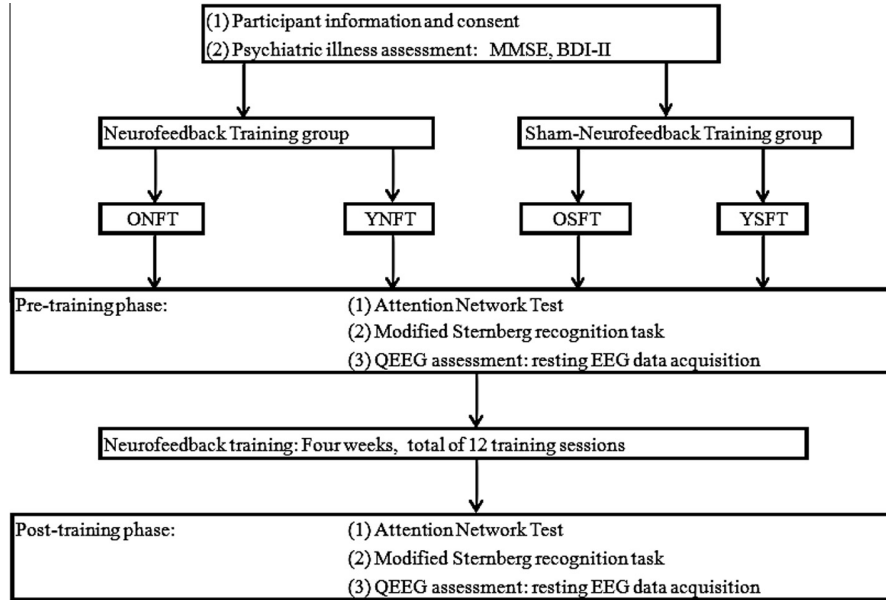 (1) Participant information and consent
(2) Psychiatric illness assessment: MMSE, BDI-II
Neurofeedback Training group
Sham-Neurofeedback Training group
ONFT
YNFT
OSFT
YSFT
Pre-training phase: (1) Attention Network Test
(2) Modified Sternberg recognition task
(3) QEEG assessment: resting EEG data acquisition
Neurofeedback training: Four weeks, total of 12 training sessions
Post-training phase: (1) Attention Network Test
(2) Modified Sternberg recognition task
(3) QEEG assessment: resting EEG data acquisition